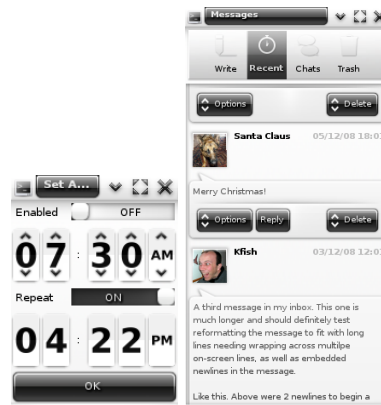 Messages
Write Recent Chats Trash
Options Delete
Santa Claus 05/12/08 18:03
Merry Christmas!
Options Reply Delete
Kfish 03/12/08 12:0
A third message in my inbox. This one is
much longer and should definitely test
reformatting the message to fit with long
lines needing wrapping across multipe
on-screen lines, as well as embedded
newlines in the message.
Like this. Above were 2 newlines to begin a
Set A...
Enabled OFF
07 : 30 AM
Repeat ON
04 : 22 PM
OK